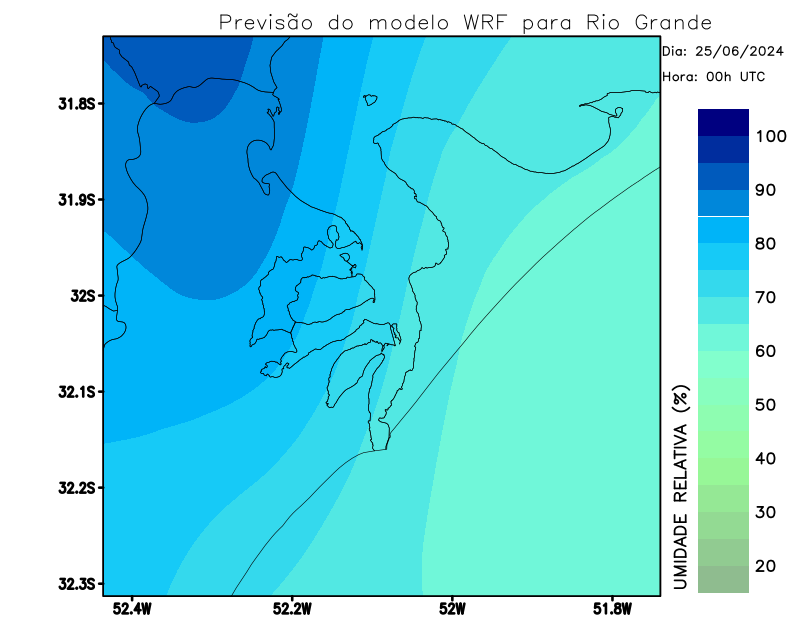 Previsão do modelo WRF para Rio Grande
Dia: 25/06/2024
Hora: 00h UTC
31.8S
31.9S
32S
32.1S
32.2S
32.3S
52.4W
52.2W
52W
51.8W
100
90
80
70
60
50
40
30
20
UMIDADE RELATIVA (%)